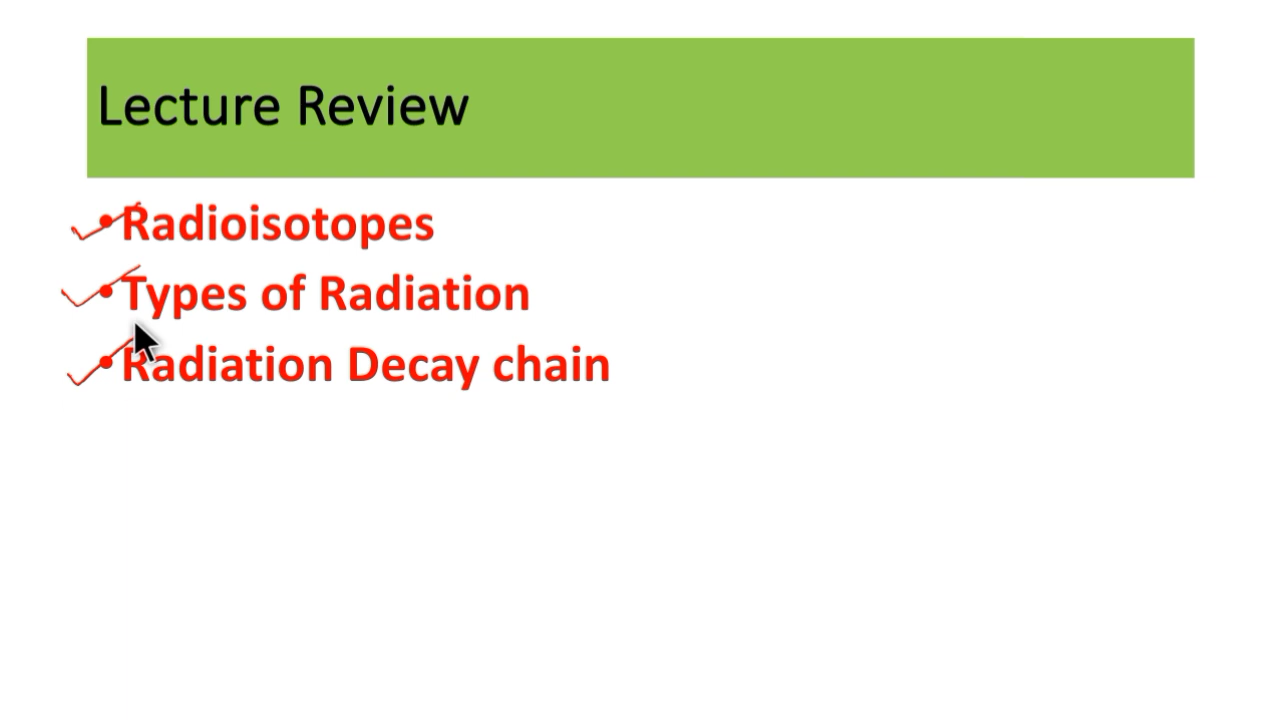 Lecture Review
• Radioisotopes
• Types of Radiation
• Radiation Decay chain